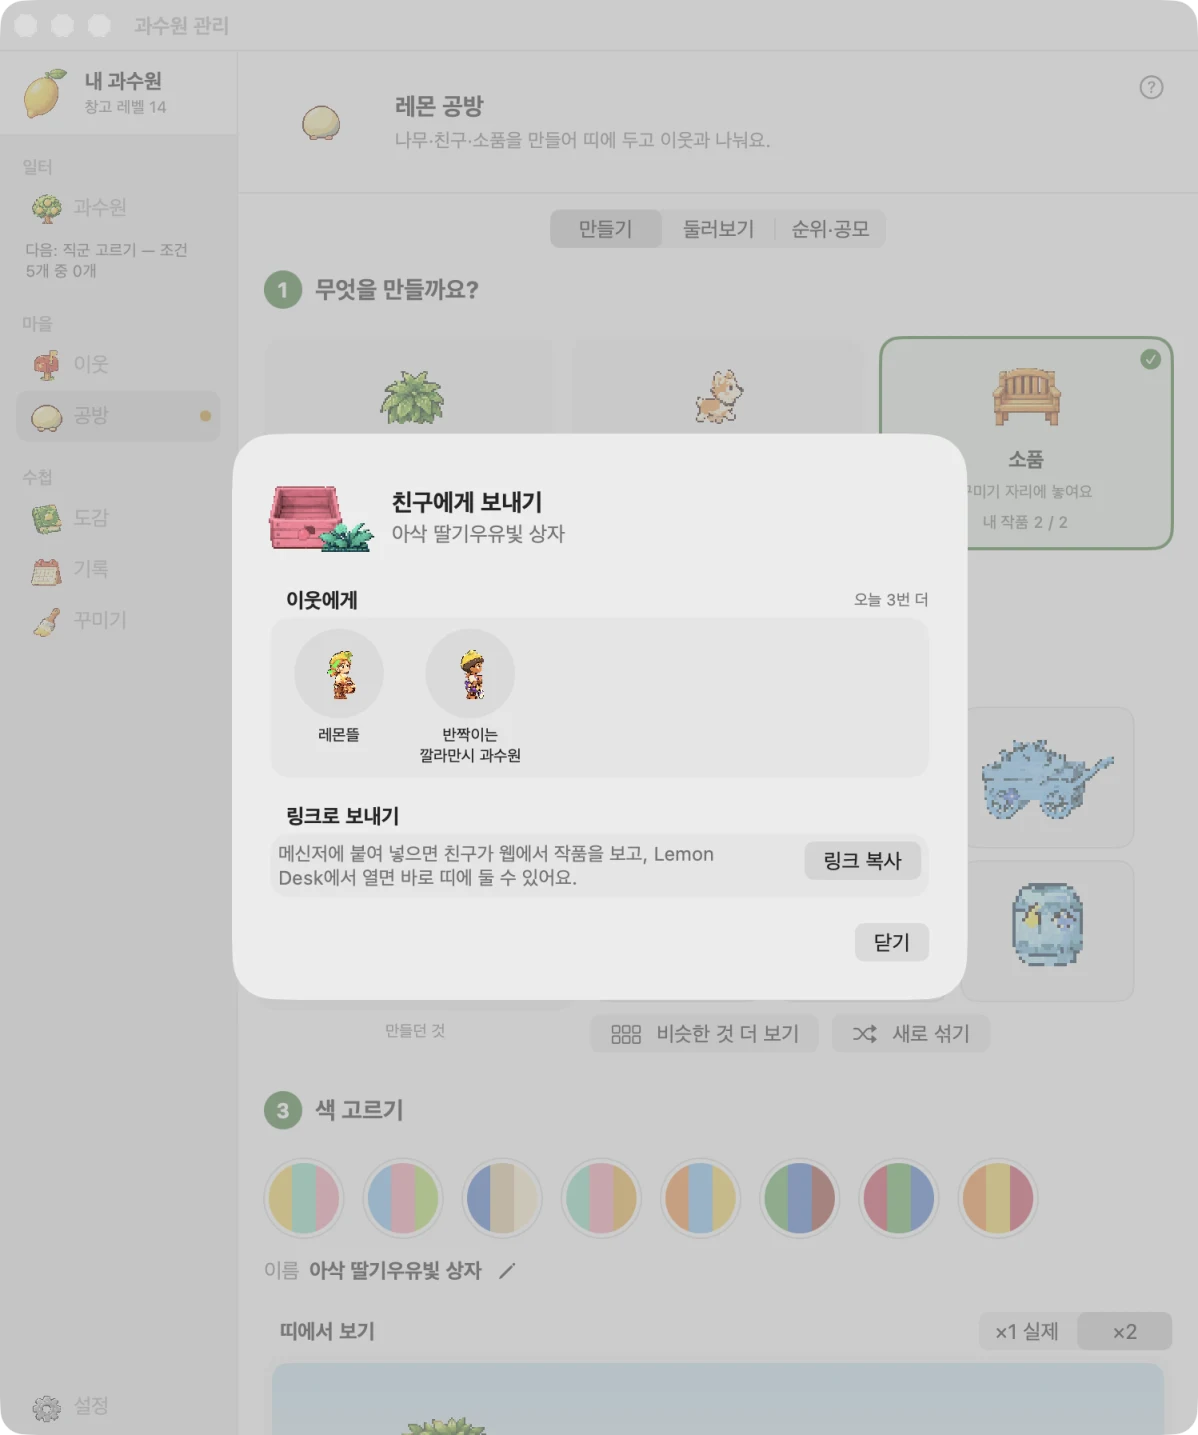 과수원 관리
내 과수원
창고 레벨 14
일터
과수원
다음: 직군 고르기 — 조건
5개 중 0개
마을
이웃
공방
수첩
도감
기록
꾸미기
설정
레몬 공방
나무·친구·소품을 만들어 띠에 두고 이웃과 나눠요.
?
만들기
둘러보기
순위·공모
1
무엇을 만들까요?
소품
자리에 놓여요
내 작품 2 / 2
친구에게 보내기
아삭 딸기우유빛 상자
이웃에게
오늘 3번 더
레몬뜰
반짝이는
깔라만시 과수원
링크로 보내기
메신저에 붙여 넣으면 친구가 웹에서 작품을 보고, Lemon
Desk에서 열면 바로 띠에 둘 수 있어요.
링크 복사
닫기
만들던 것
비슷한 것 더 보기
새로 섞기
3
색 고르기
이름 아삭 딸기우유빛 상자
띠에서 보기
×1 실제
×2